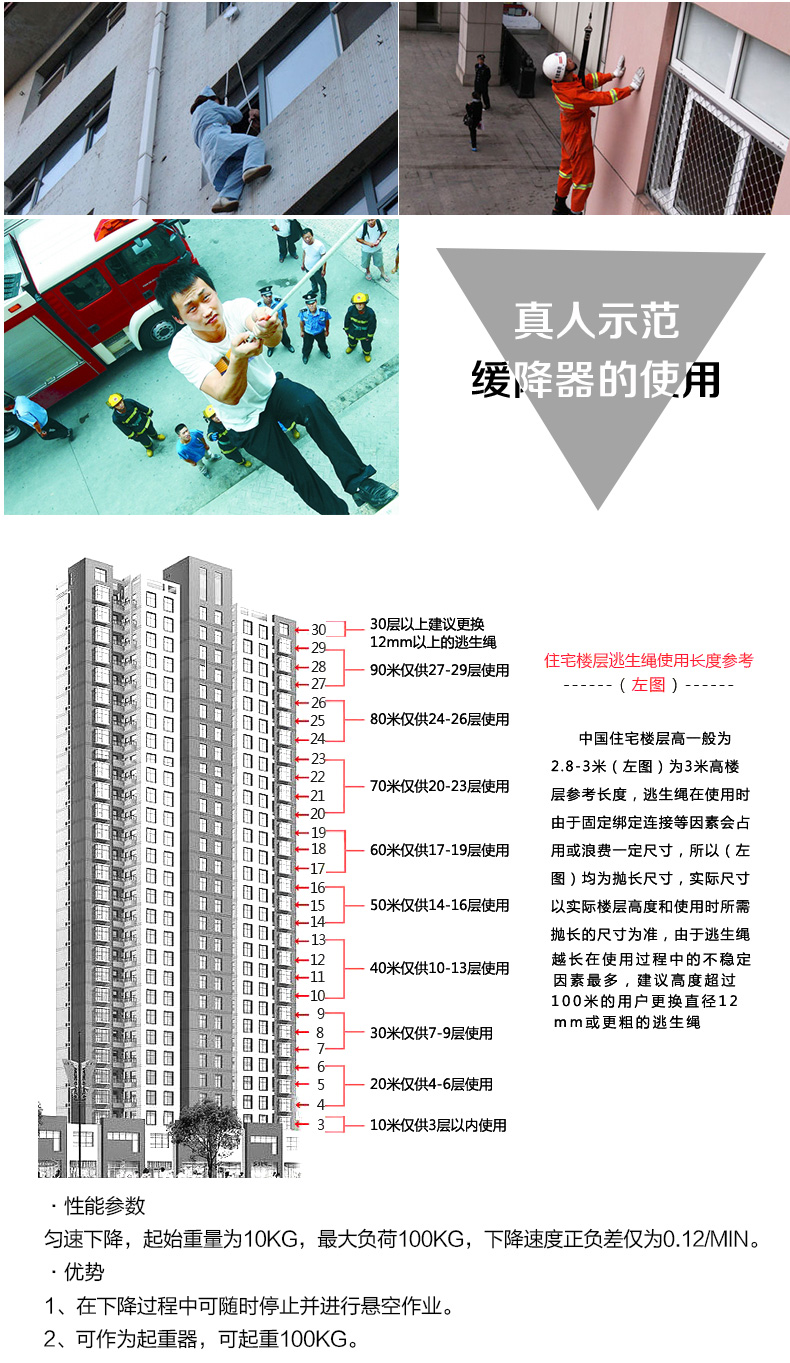 真人示范
缓降器的使用
30
29
28
27
26
25
24
23
22
21
20
19
18
17
16
15
14
13
12
11
10
9
8
7
6
5
4
3
30层以上建议更换
12mm以上的逃生绳
90米仅供27-29层使用
80米仅供24-26层使用
70米仅供20-23层使用
60米仅供17-19层使用
50米仅供14-16层使用
40米仅供10-13层使用
30米仅供7-9层使用
20米仅供4-6层使用
10米仅供3层以内使用
住宅楼层逃生绳使用长度参考
------（左图）------
中国住宅楼层高一般为
2.8-3米（左图）为3米高楼
层参考长度，逃生绳在使用时
由于固定绑定连接等因素会占
用或浪费一定尺寸，所以（左
图）均为抛长尺寸，实际尺寸
以实际楼层高度和使用时所需
抛长的尺寸为准，由于逃生绳
越长在使用过程中的不稳定
因素最多，建议高度超过
100米的用户更换直径12
mm或更粗的逃生绳
·性能参数
匀速下降，起始重量为10KG，最大负荷100KG，下降速度正负差仅为0.12/MIN。
·优势
1、在下降过程中可随时停止并进行悬空作业。
2、可作为起重器，可起重100KG。